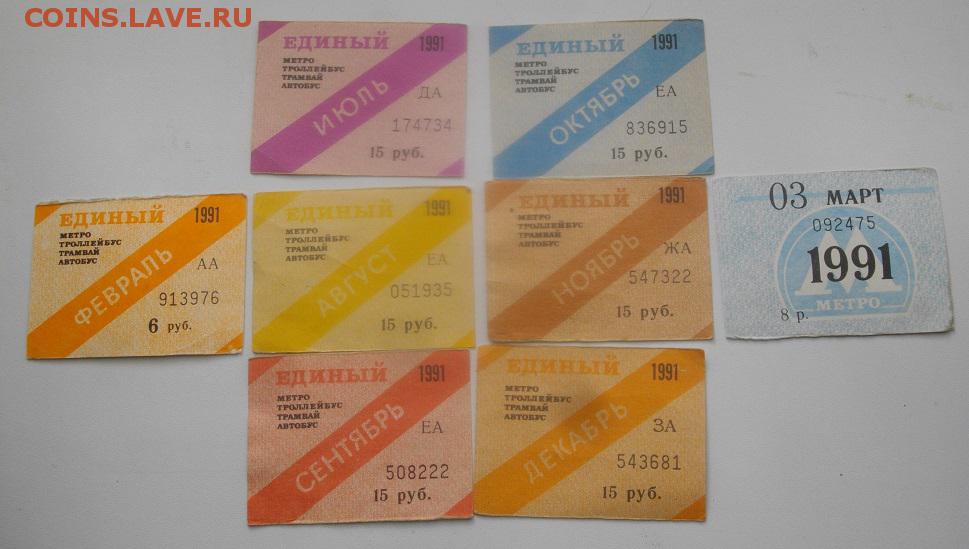 COINS.LAVE.RU
ЕДИНЫЙ 1991
МЕТРО
ТРОЛЛЕЙБУС
ТРАМВАЙ
АВТОБУС
ИЮЛЬ
ДА
174734
15 руб.
ЕДИНЫЙ 1991
МЕТРО
ТРОЛЛЕЙБУС
ТРАМВАЙ
АВТОБУС
ОКТЯБРЬ
ЕА
836915
15 руб.
ЕДИНЫЙ 1991
МЕТРО
ТРОЛЛЕЙБУС
ТРАМВАЙ
АВТОБУС
ФЕВРАЛЬ
АА
913976
6 руб.
ЕДИНЫЙ 1991
МЕТРО
ТРОЛЛЕЙБУС
ТРАМВАЙ
АВТОБУС
АВГУСТ
ЕА
051935
15 руб.
ЕДИНЫЙ 1991
МЕТРО
ТРОЛЛЕЙБУС
ТРАМВАЙ
АВТОБУС
НОЯБРЬ
ЖА
547322
15 руб.
03 МАРТ
092475
1991
МЕТРО
8 р.
ЕДИНЫЙ 1991
МЕТРО
ТРОЛЛЕЙБУС
ТРАМВАЙ
АВТОБУС
СЕНТЯБРЬ
ЕА
508222
15 руб.
ЕДИНЫЙ 1991
МЕТРО
ТРОЛЛЕЙБУС
ТРАМВАЙ
АВТОБУС
ДЕКАБРЬ
ЗА
543681
15 руб.